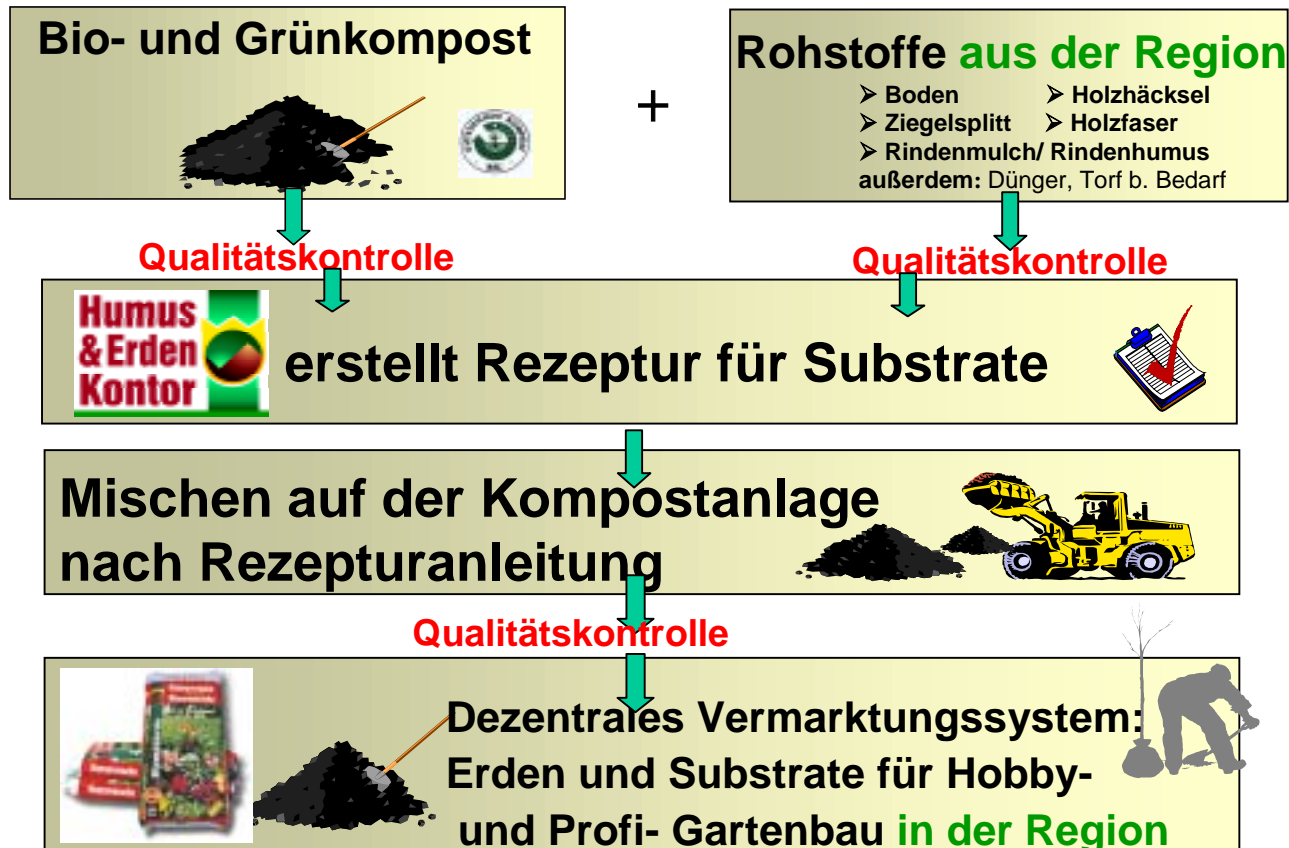 Bio- und Grünkompost
+
Rohstoffe aus der Region
➢ Boden ➢ Holzhäcksel
➢ Ziegelsplitt ➢ Holzfaser
➢ Rindenmulch/ Rindenhumus
außerdem: Dünger, Torf b. Bedarf
Qualitätskontrolle
Qualitätskontrolle
Humus
& Erden
Kontor
erstellt Rezeptur für Substrate
Mischen auf der Kompostanlage
nach Rezepturanleitung
Qualitätskontrolle
Dezentrales Vermarktungssystem:
Erden und Substrate für Hobby-
und Profi- Gartenbau in der Region